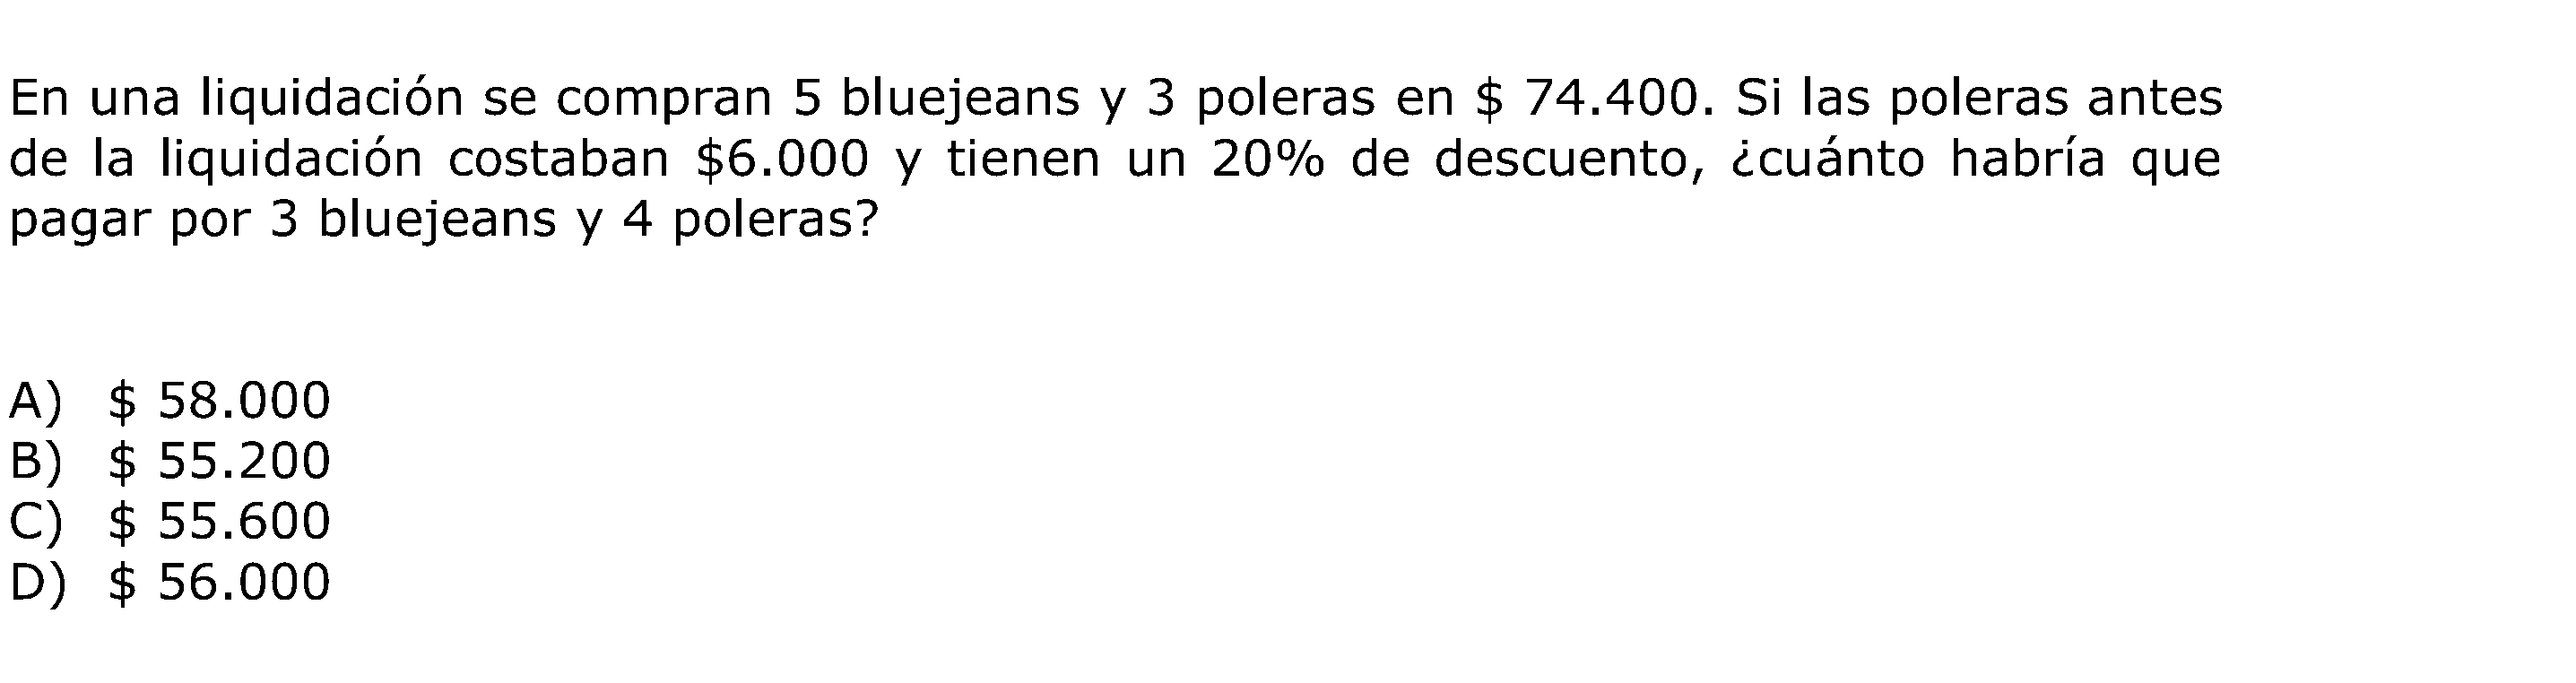 En una liquidación se compran 5 bluejeans y 3 poleras en $ 74.400. Si las poleras antes
de la liquidación costaban $6.000 y tienen un 20% de descuento, ¿cuánto habría que
pagar por 3 bluejeans y 4 poleras?
A) $ 58.000
B) $ 55.200
C) $ 55.600
D) $ 56.000